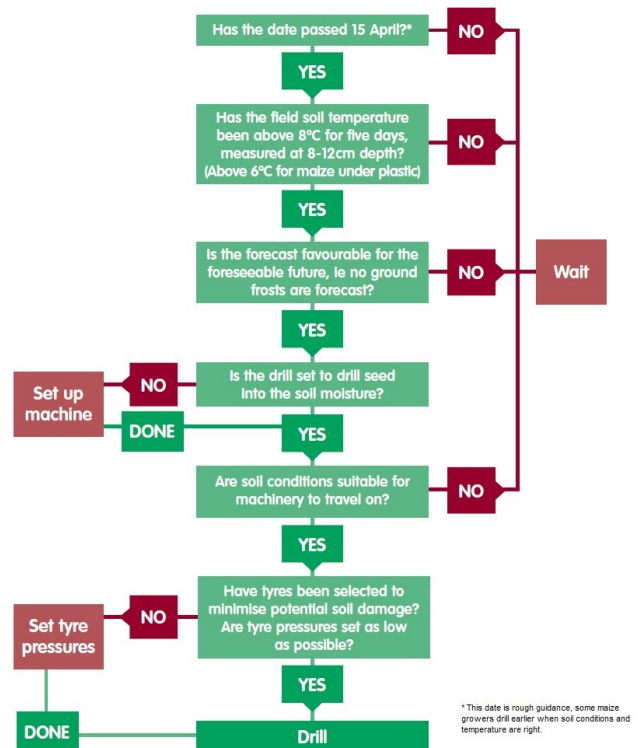 Has the date passed 15 April?*
NO
YES
Has the field soil temperature
been above 8°C for five days,
measured at 8-12cm depth?
(Above 6°C for maize under plastic)
NO
YES
Is the forecast favourable for the
foreseeable future, ie no ground
frosts are forecast?
NO
Wait
YES
Is the drill set to drill seed
into the soil moisture?
NO
Set up
machine
DONE
YES
Are soil conditions suitable for
machinery to travel on?
NO
YES
Have tyres been selected to
minimise potential soil damage?
Are tyre pressures set as low
as possible?
NO
Set tyre
pressures
YES
DONE
Drill
* This date is rough guidance, some maize
growers drill earlier when soil conditions and
temperature are right.